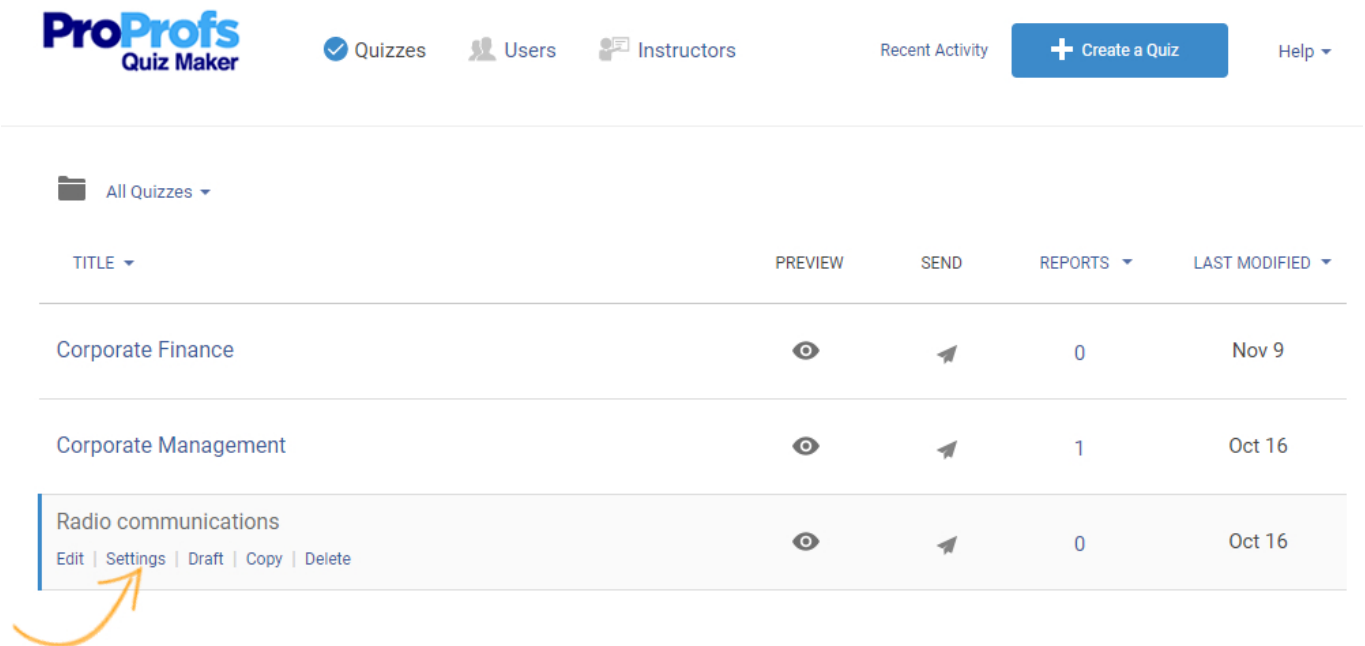 ProProfs
Quiz Maker
Quizzes Users Instructors Recent Activity Create a Quiz Help
All Quizzes
TITLE PREVIEW SEND REPORTS LAST MODIFIED
Corporate Finance 0 Nov 9
Corporate Management 1 Oct 16
Radio communications 0 Oct 16
Edit | Settings | Draft | Copy | Delete